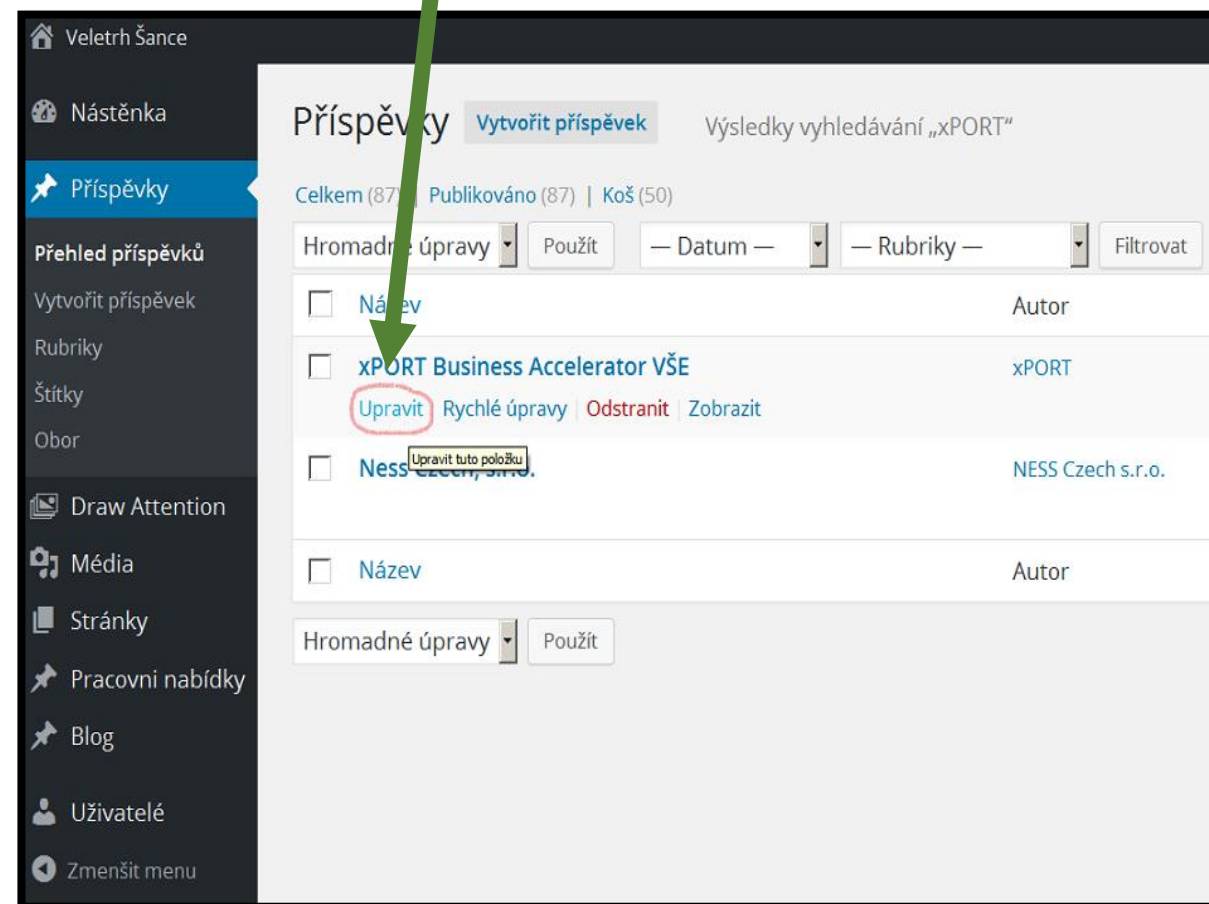 Veletrh Šance
Nástěnka
Příspěvky
Přehled příspěvků
Vytvořit příspěvek
Rubriky
Štítky
Obor
Draw Attention
Média
Stránky
Pracovni nabídky
Blog
Uživatelé
Zmenšit menu
Příspěvky Vytvořit příspěvek Výsledky vyhledávání „xPORT“
Celkem (87) | Publikováno (87) | Koš (50)
Hromadné úpravy Použít — Datum — — Rubriky — Filtrovat
Název Autor
xPORT Business Accelerator VŠE xPORT
Upravit | Rychlé úpravy | Odstranit | Zobrazit
Upravit tuto položku
Ness Czech, s.r.o. NESS Czech s.r.o.
Název Autor
Hromadné úpravy Použít